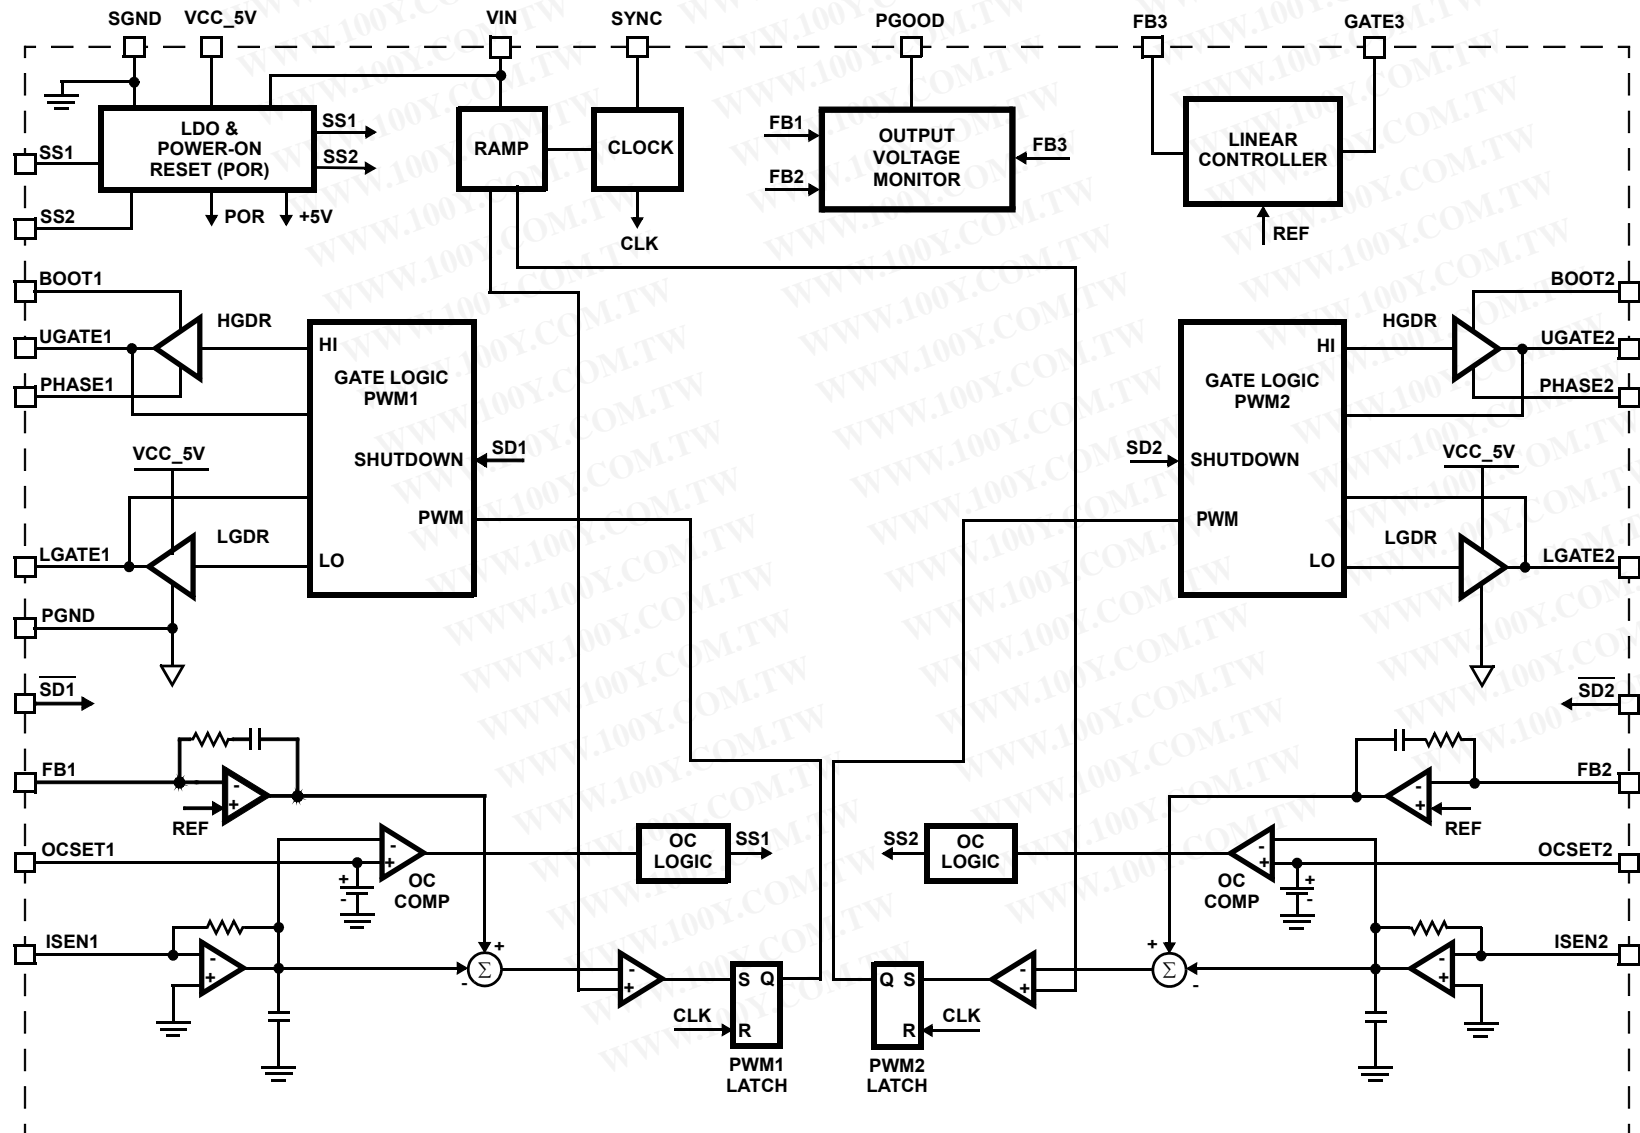 SGND VCC_5V VIN SYNC PGOOD FB3 GATE3
LDO &
POWER-ON
RESET (POR)
SS1
SS2
SS1
SS2
POR
+5V
RAMP
CLOCK
CLK
FB1
FB2
OUTPUT
VOLTAGE
MONITOR
FB3
LINEAR
CONTROLLER
REF
BOOT1
UGATE1
PHASE1
HGDR
HI
GATE LOGIC
PWM1
SHUTDOWN
SD1
PWM
LO
VCC_5V
LGATE1
LGDR
PGND
SD1
BOOT2
UGATE2
PHASE2
HGDR
HI
GATE LOGIC
PWM2
SD2
SHUTDOWN
PWM
LO
VCC_5V
LGDR
LGATE2
SD2
FB1
-
+
REF
OCSET1
-
+
+
-
OC
COMP
OC
LOGIC
SS1
ISEN1
-
+
+
Σ
-
-
+
S Q
R
CLK
PWM1
LATCH
FB2
-
+
REF
OCSET2
-
+
+
-
OC
COMP
OC
LOGIC
SS2
ISEN2
-
+
+
Σ
-
-
+
Q S
R
CLK
PWM2
LATCH
WWW.100Y.COM.TW